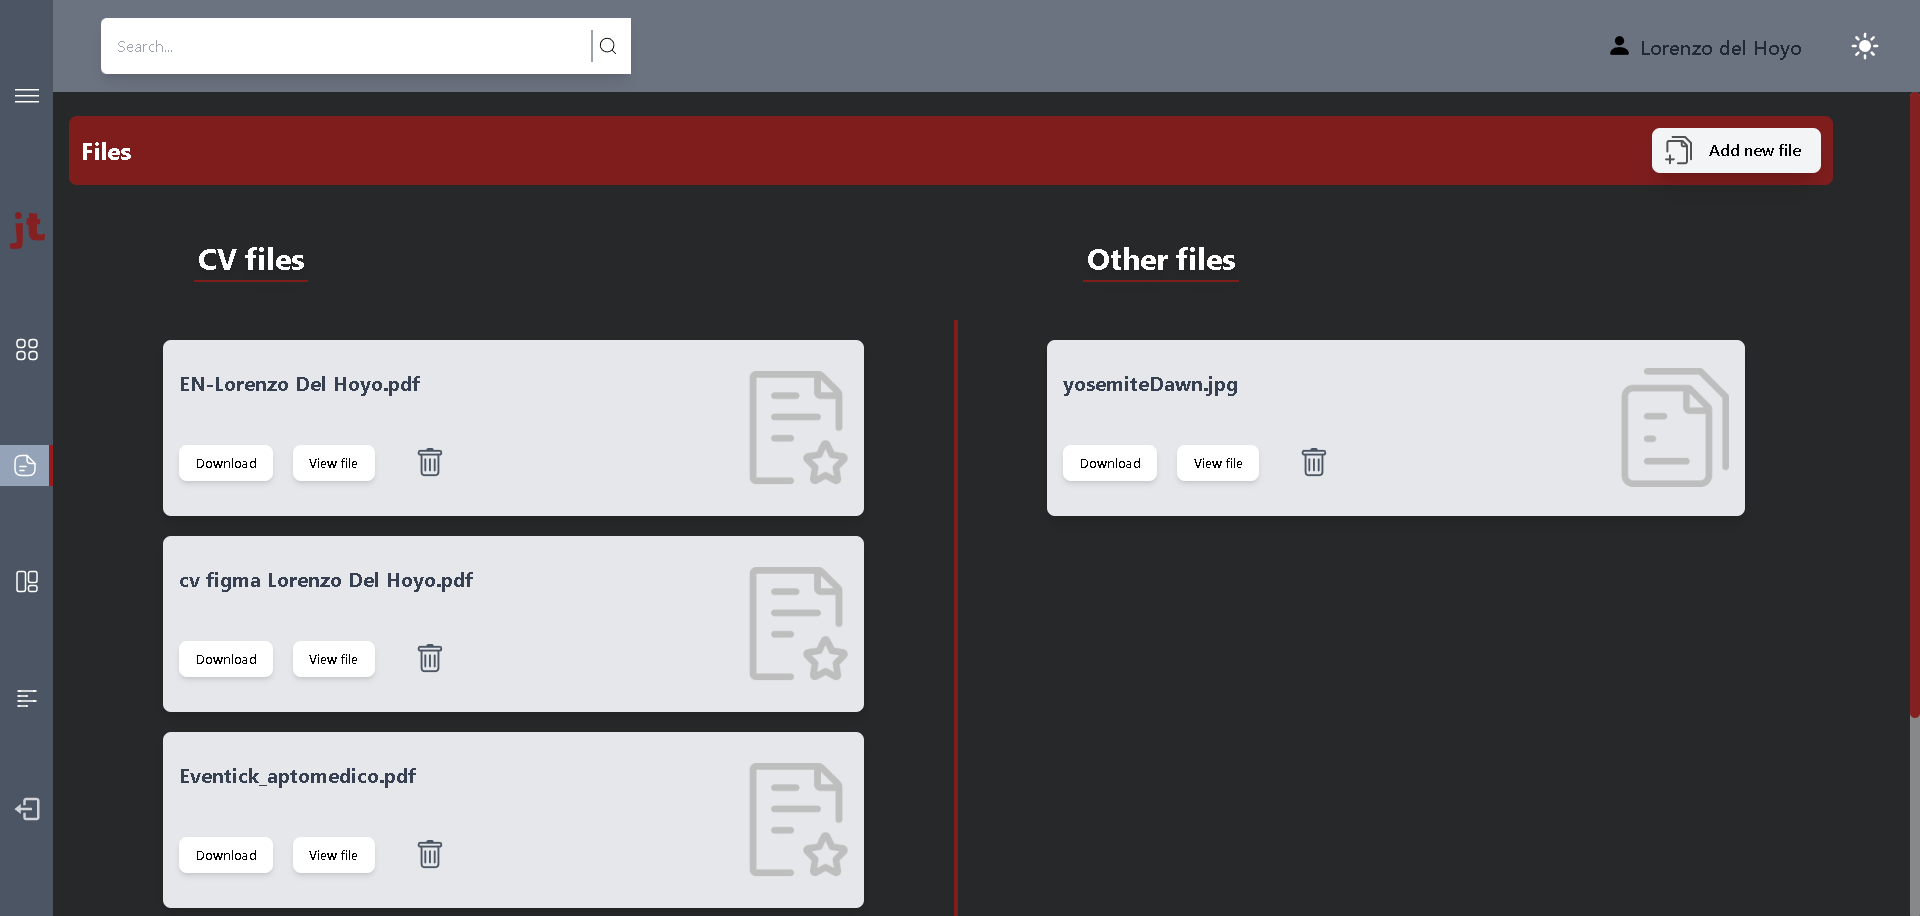 Search...
Lorenzo del Hoyo
Files
Add new file
jt
CV files
Other files
EN-Lorenzo Del Hoyo.pdf
Download
View file
cv figma Lorenzo Del Hoyo.pdf
Download
View file
Eventick_aptomedico.pdf
Download
View file
yosemiteDawn.jpg
Download
View file